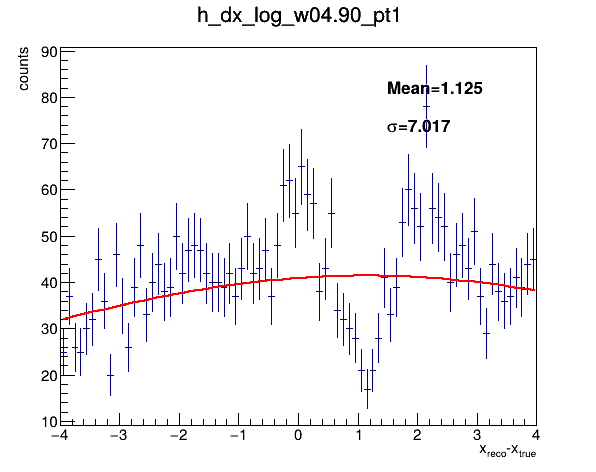 h_dx_log_w04.90_pt1
counts
90
80
70
60
50
40
30
20
10
Mean=1.125
σ=7.017
−4 −3 −2 −1 0 1 2 3 4
x_reco-x_true